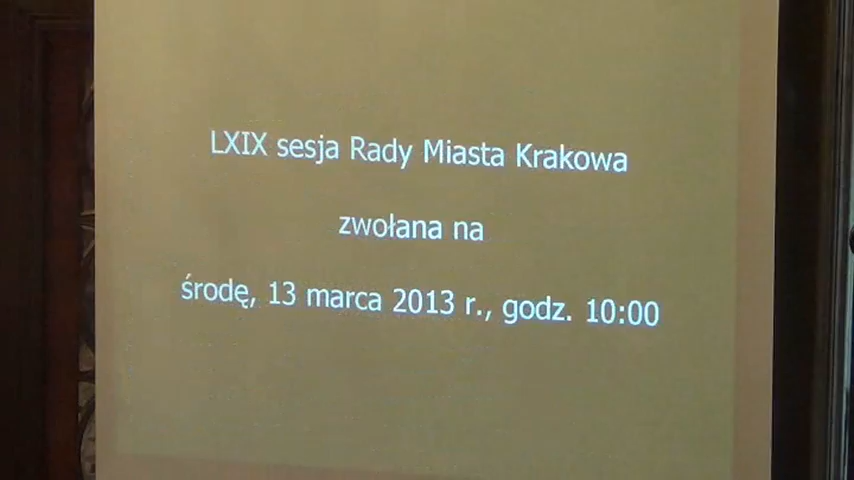 LXIX sesja Rady Miasta Krakowa
zwołana na
środę, 13 marca 2013 r., godz. 10:00